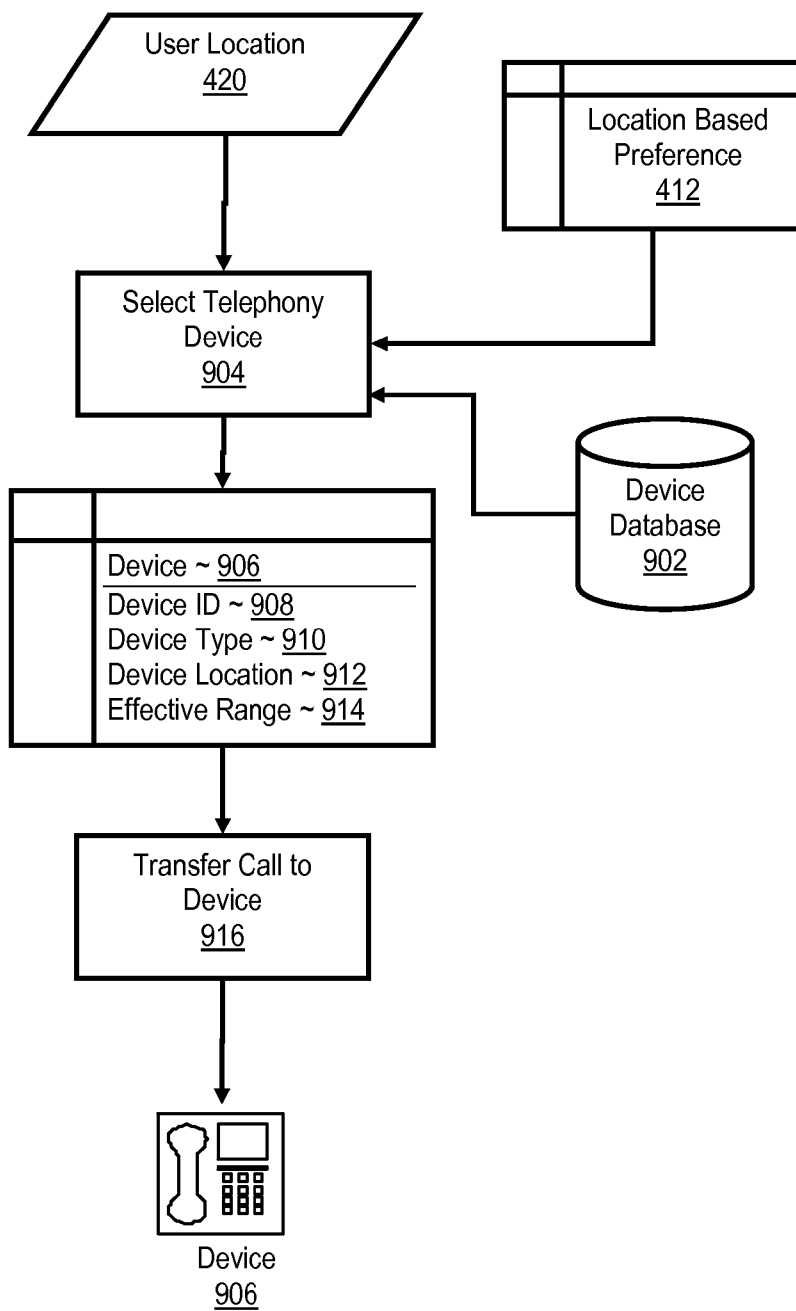 User Location
420
Location Based
Preference
412
Select Telephony
Device
904
Device
Database
902
Device ~ 906
Device ID ~ 908
Device Type ~ 910
Device Location ~ 912
Effective Range ~ 914
Transfer Call to
Device
916
Device
906